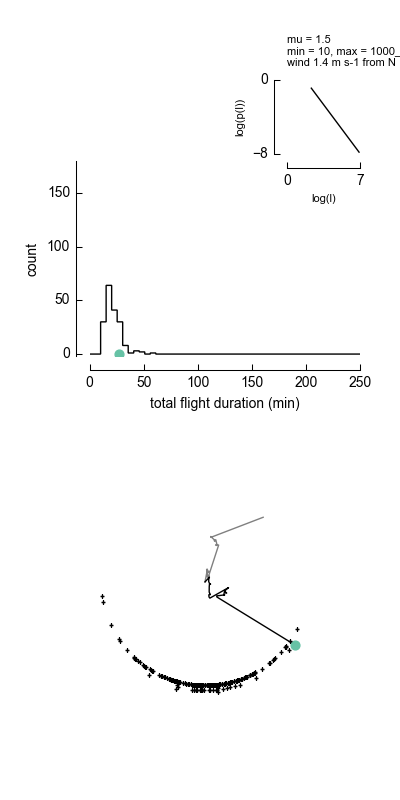 mu = 1.5
min = 10, max = 1000_
wind 1.4 m s-1 from N
0
log(p(l))
−8
0
7
log(l)
150
100
count
50
0
0
50
100
150
200
250
total flight duration (min)